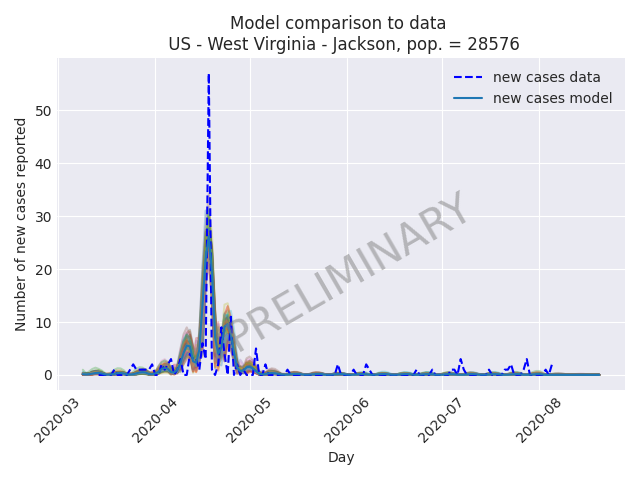 Model comparison to data
US - West Virginia - Jackson, pop. = 28576
new cases data
new cases model
Number of new cases reported
50
40
30
20
10
0
PRELIMINARY
2020-03
2020-04
2020-05
2020-06
2020-07
2020-08
Day